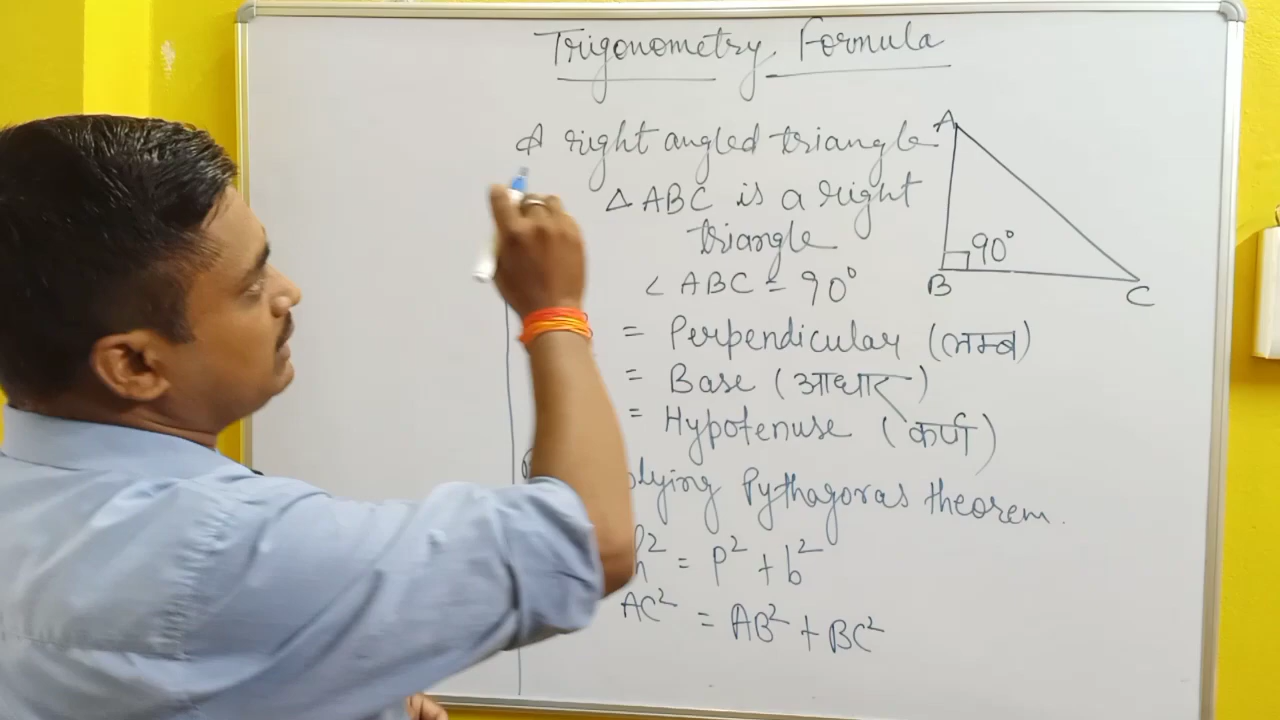 Trigonometry Formula
A right angled triangle
△ ABC is a right
triangle
∠ ABC = 90°
= Perpendicular (लम्ब)
= Base (आधार)
= Hypotenuse (कर्ण)
Pythagoras theorem.
h² = p² + b²
AC² = AB² + BC²
A
90°
B
C